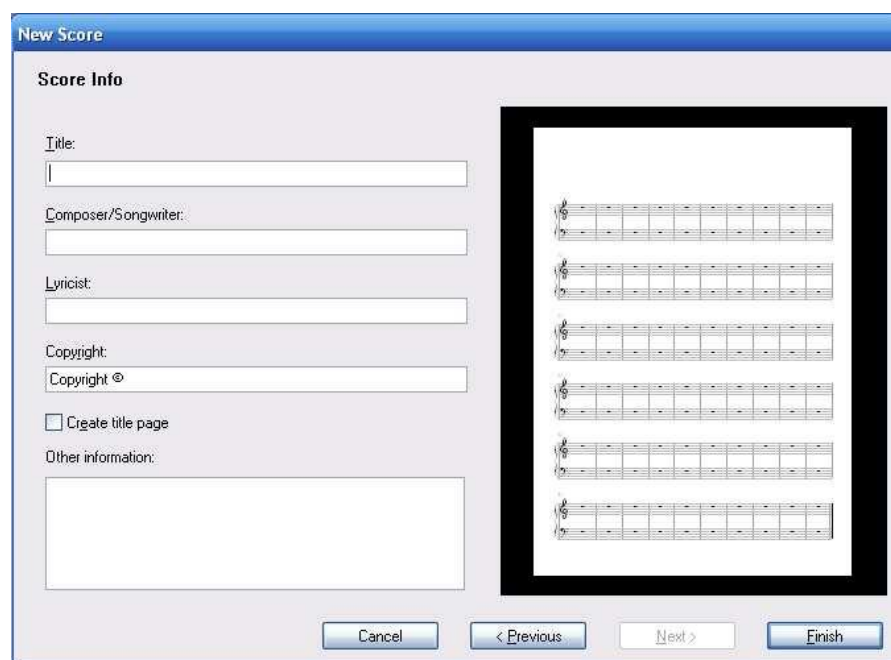 New Score
Score Info
Title:
Composer/Songwriter:
Lyricist:
Copyright:
Copyright ©
Create title page
Other information:
Cancel
< Previous
Next >
Finish